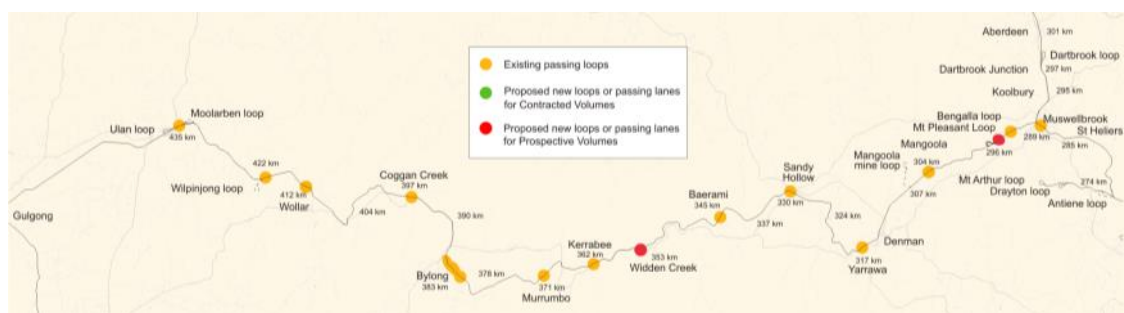 Existing passing loops
Proposed new loops or passing lanes
for Contracted Volumes
Proposed new loops or passing lanes
for Prospective Volumes
Gulgong
Ulan loop
Moolarben loop
435 km
422 km
Wilpinjong loop
412 km
Wollar
404 km
Coggan Creek
397 km
390 km
Bylong
383 km
378 km
371 km
Murrumbo
Kerrabee
362 km
353 km
Widden Creek
Baerami
345 km
337 km
Sandy
Hollow
330 km
324 km
317 km
Yarrawa
Denman
307 km
Mangoola
mine loop
Mangoola
304 km
Mt Pleasant Loop
Bengalla loop
296 km
289 km
Muswellbrook
St Heliers
285 km
Mt Arthur loop
Drayton loop
274 km
Antiene loop
Koolbury
295 km
Dartbrook Junction
297 km
Dartbrook loop
Aberdeen
301 km